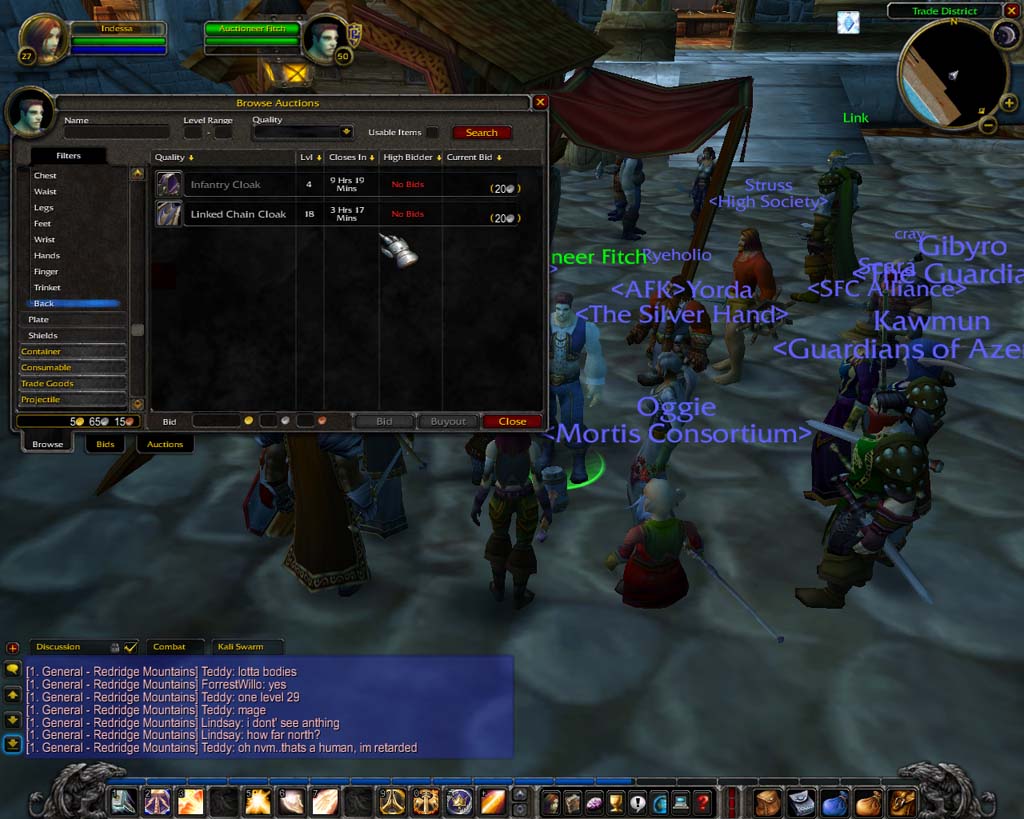 Indessa
27
Auctioneer Fitch
50
Trade District
N
Browse Auctions
Name
Level Range
-
Quality
Usable Items
Search
Filters
Quality Lvl Closes In High Bidder Current Bid
Chest
Waist
Legs
Feet
Wrist
Hands
Finger
Trinket
Back
Plate
Shields
Container
Consumable
Trade Goods
Projectile
Infantry Cloak 4 9 Hrs 19 Mins No Bids (20)
Linked Chain Cloak 18 3 Hrs 17 Mins No Bids (20)
5 65 15
Bid
Bid Buyout Close
Browse Bids Auctions
Link
Struss
<High Society>
neer Fitch
Ryeholio
>
<AFK>Yorda
<The Silver Hand>
cray
Gibyro
The Guardia
<SFC Alliance>
Kawmun
<Guardians of Azer
Oggie
<Mortis Consortium>
Discussion Combat Kali Swarm
[1. General - Redridge Mountains] Teddy: lotta bodies
[1. General - Redridge Mountains] ForrestWillo: yes
[1. General - Redridge Mountains] Teddy: one level 29
[1. General - Redridge Mountains] Teddy: mage
[1. General - Redridge Mountains] Lindsay: i dont' see anthing
[1. General - Redridge Mountains] Lindsay: how far north?
[1. General - Redridge Mountains] Teddy: oh nvm..thats a human, im retarded